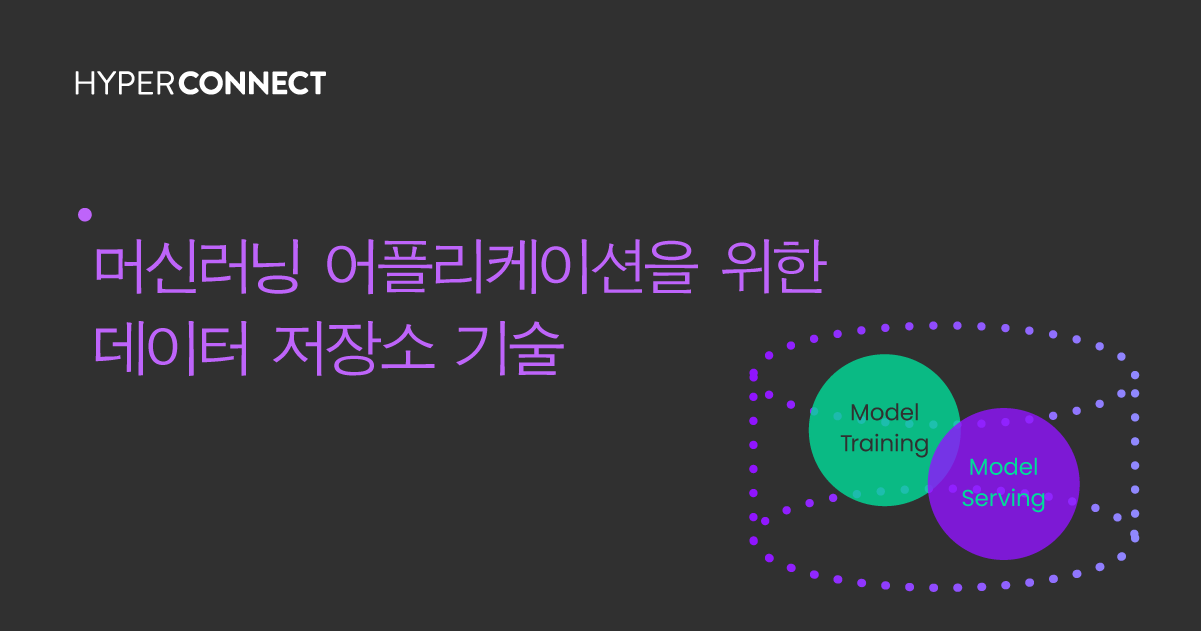 HYPERCONNECT
머신러닝 어플리케이션을 위한
데이터 저장소 기술
Model
Training
Model
Serving